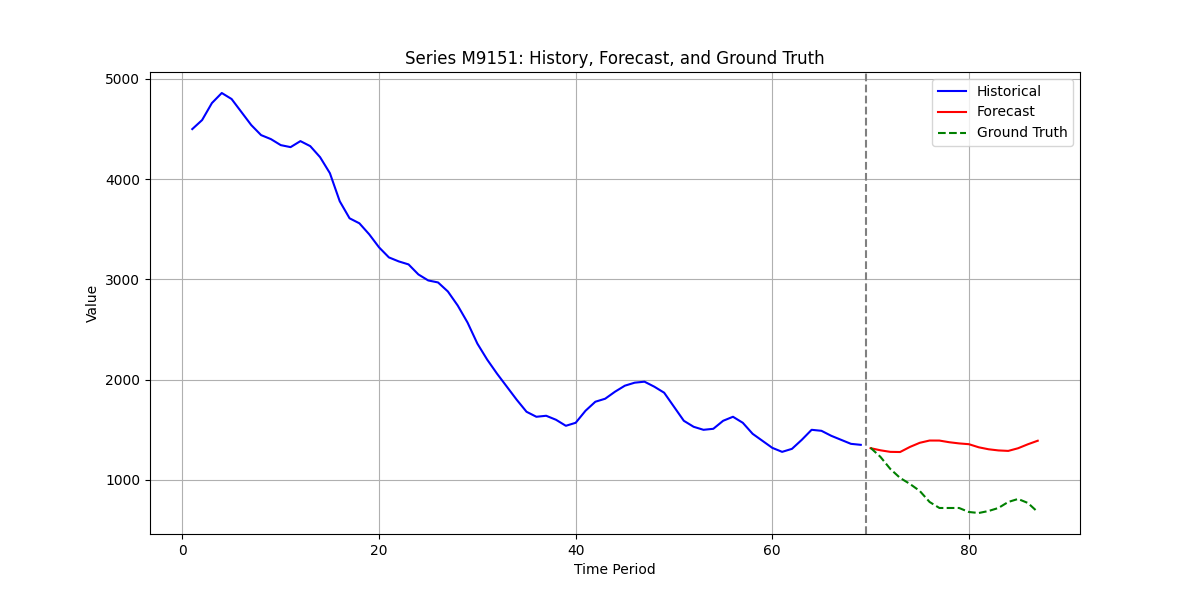 Series M9151: History, Forecast, and Ground Truth
5000
4000
3000
2000
1000
Value
0
20
40
60
80
Time Period
Historical
Forecast
Ground Truth